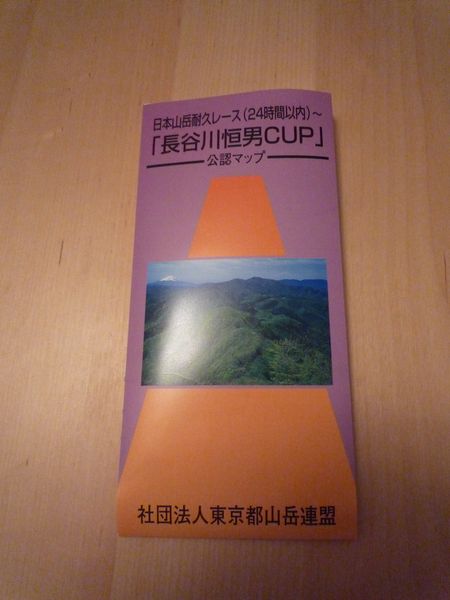 日本山岳耐久レース(24時間以内)~
「長谷川恒男CUP」
公認マップ
社団法人東京都山岳連盟